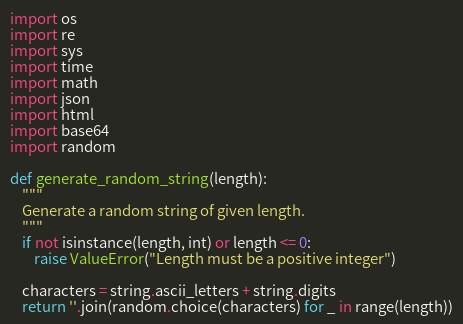 import os
import re
import sys
import time
import math
import json
import html
import base64
import random

def generate_random_string(length):
    """
    Generate a random string of given length.
    """
    if not isinstance(length, int) or length <= 0:
        raise ValueError("Length must be a positive integer")

    characters = string.ascii_letters + string.digits
    return ''.join(random.choice(characters) for _ in range(length))